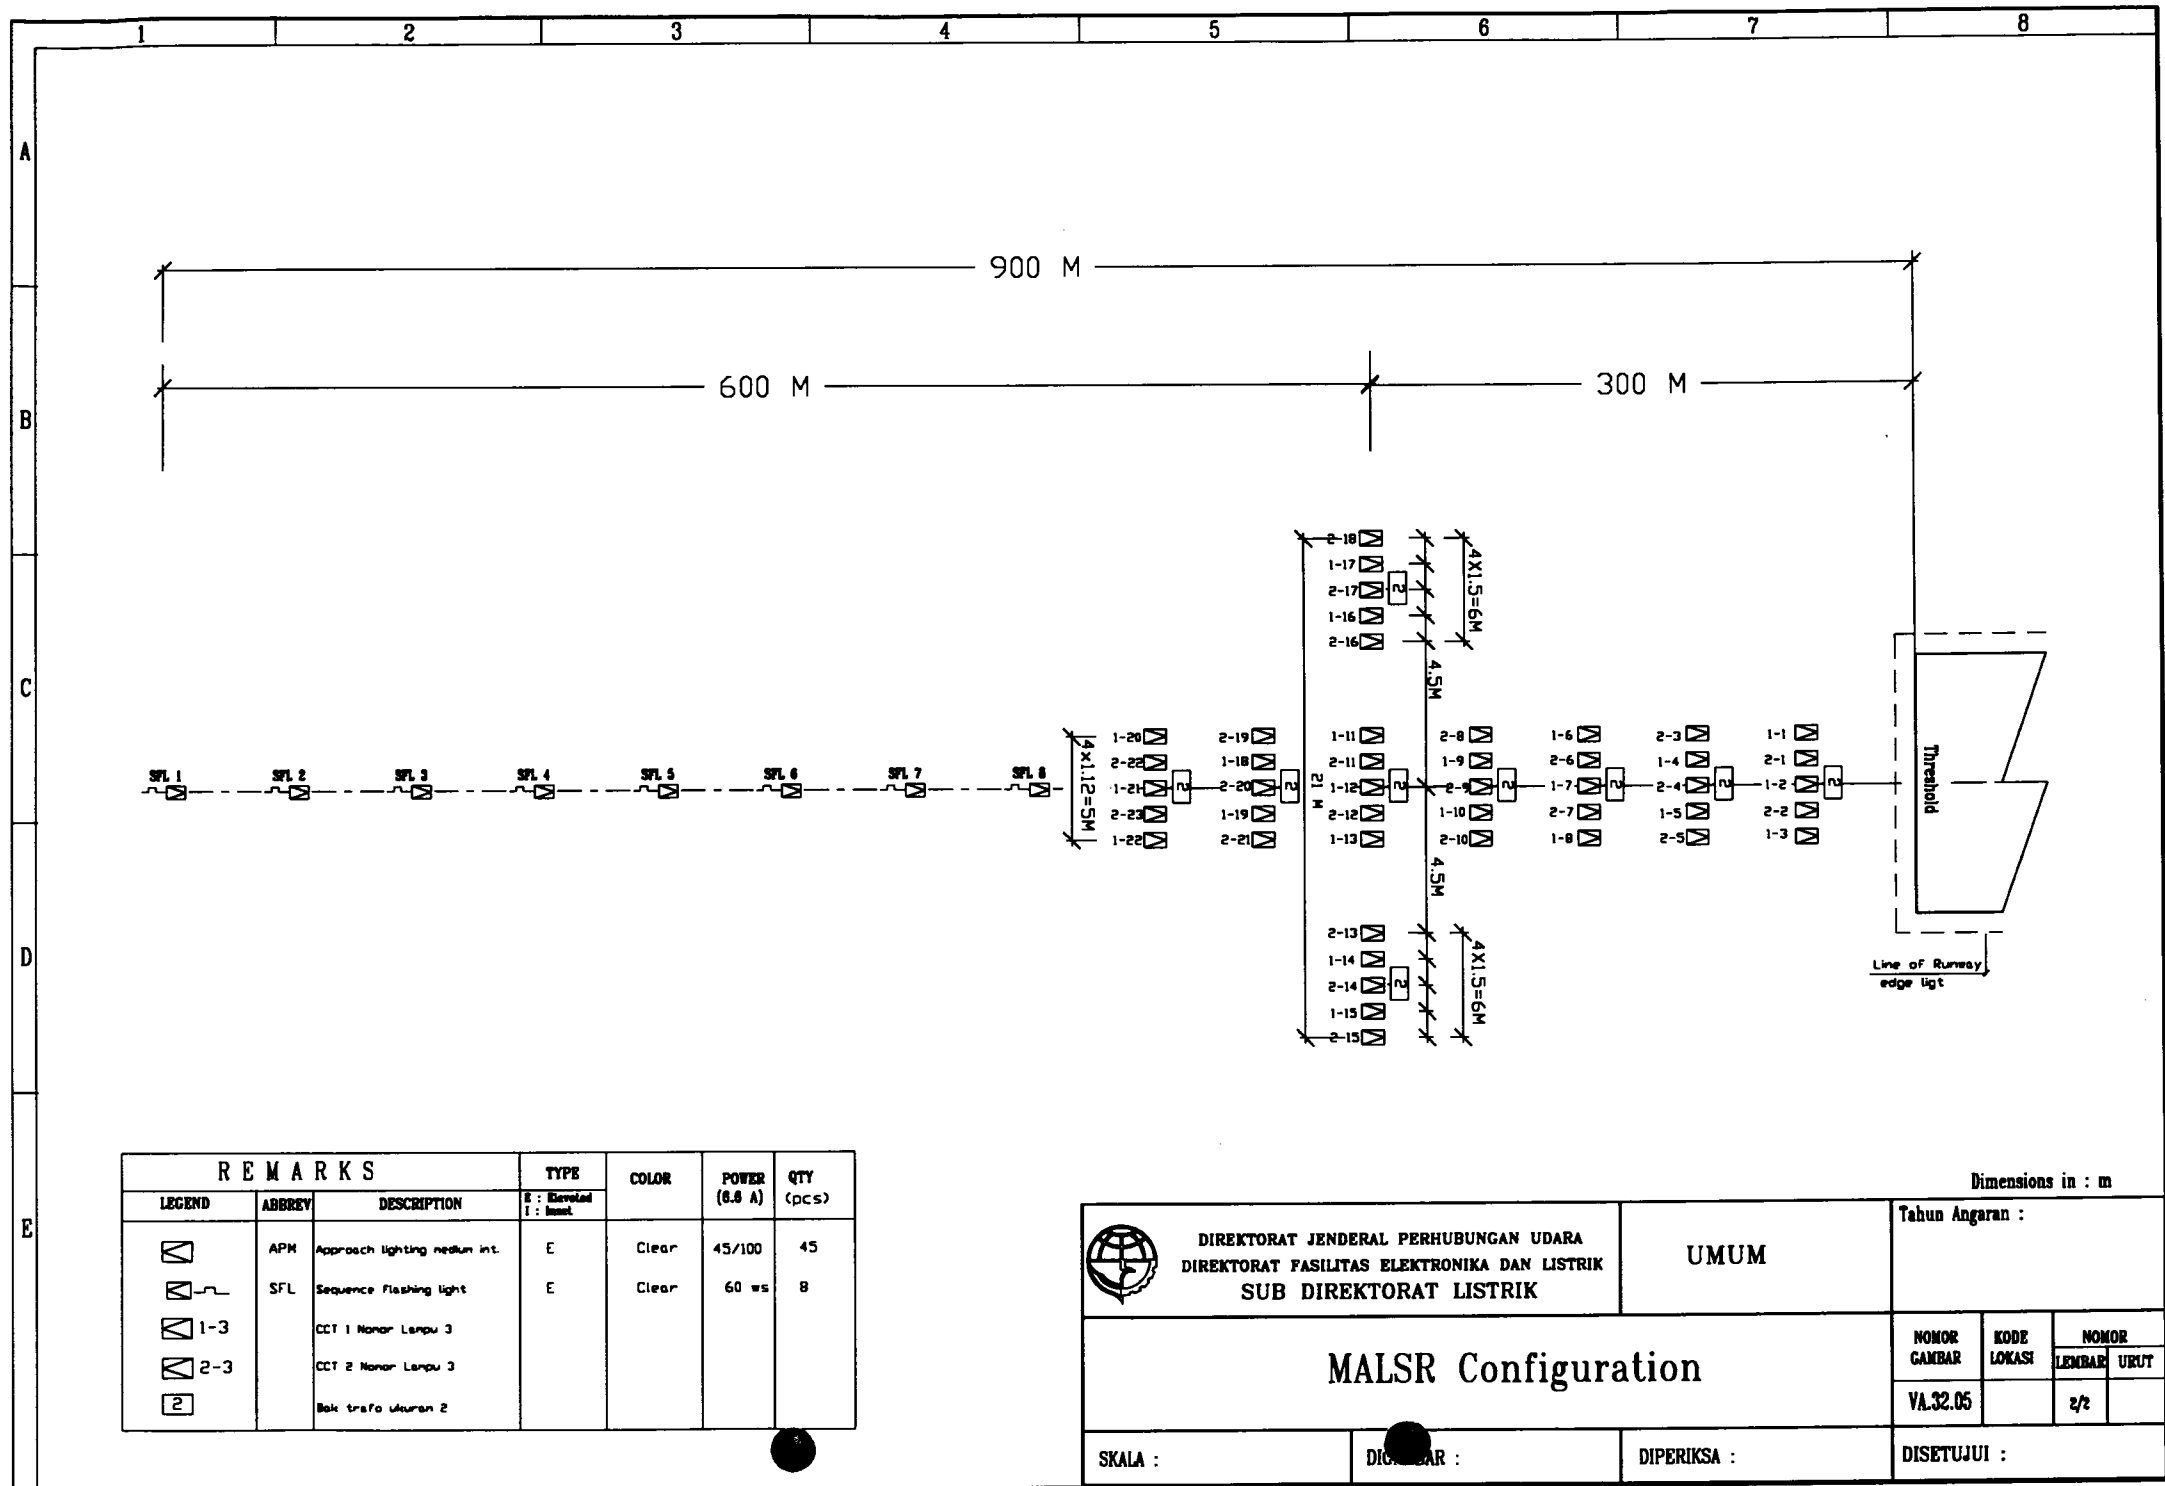 1 2 3 4 5 6 7 8
A
B
C
D
E
900 M
600 M
300 M
2-18
1-17
2-17 2
1-16
2-16
4X1.5=6M
4.5M
21 M
4x1.12=5M
SFL 1 SFL 2 SFL 3 SFL 4 SFL 5 SFL 6 SFL 7 SFL 8
1-20 2-19 1-11 2-8 1-6 2-3 1-1
2-22 1-18 2-11 1-9 2-6 1-4 2-1
1-21 2 2-20 2 1-12 2 2-9 2 1-7 2 2-4 2 1-2 2
2-23 1-19 2-12 1-10 2-7 1-5 2-2
1-22 2-21 1-13 2-10 1-8 2-5 1-3
4.5M
2-13
1-14
2-14 2
1-15
2-15
4X1.5=6M
Threshold
Line of Runway
edge ligt
REMARKS TYPE COLOR POWER QTY
(6.6 A) (pcs)
LEGEND ABBREV DESCRIPTION E : Elevated
I : Inset
APM Approach lighting medium int. E Clear 45/100 45
SFL Sequence flashing light E Clear 60 ws 8
1-3 CCT 1 Nomor Lampu 3
2-3 CCT 2 Nomor Lampu 3
2 Bak trafo ukuran 2
Dimensions in : m
DIREKTORAT JENDERAL PERHUBUNGAN UDARA
DIREKTORAT FASILITAS ELEKTRONIKA DAN LISTRIK
SUB DIREKTORAT LISTRIK
UMUM
Tahun Angaran :
MALSR Configuration
NOMOR GAMBAR
KODE LOKASI
NOMOR
LEMBAR URUT
VA.32.05 2/2
SKALA :
DIPERIKSA :
DISETUJUI :